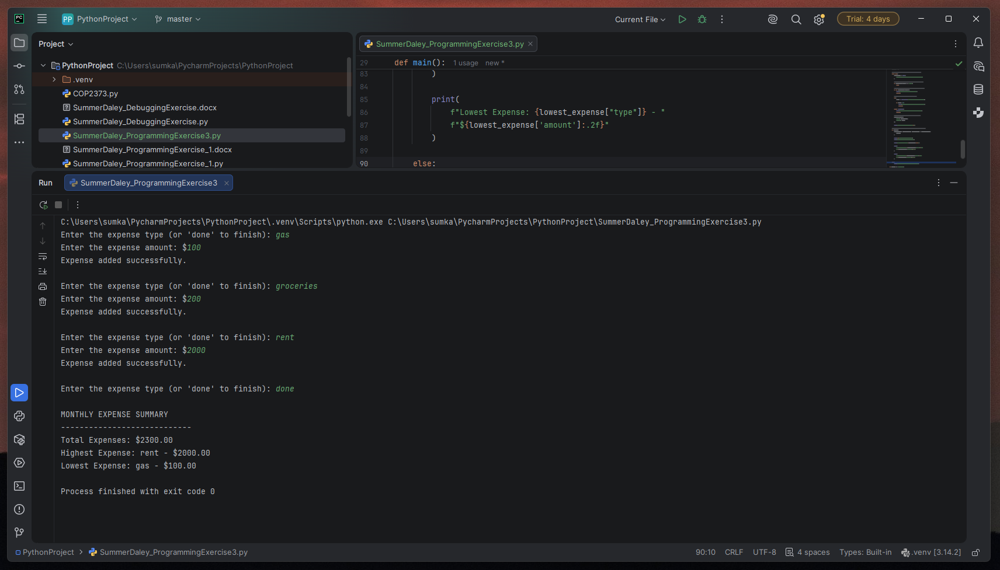 PC PP PythonProject master Current File Trial: 4 days
Project
PythonProject C:\Users\sumka\PycharmProjects\PythonProject
.venv
COP2373.py
SummerDaley_DebuggingExercise.docx
SummerDaley_DebuggingExercise.py
SummerDaley_ProgrammingExercise3.py
SummerDaley_ProgrammingExercise_1.docx
SummerDaley_ProgrammingExercise_1.py
SummerDaley_ProgrammingExercise3.py
29 def main(): 1 usage new *
83 )
84
85 print(
86 f"Lowest Expense: {lowest_expense["type"]} - "
87 f"${lowest_expense['amount']:.2f}"
88 )
89
90 else:
Run SummerDaley_ProgrammingExercise3
C:\Users\sumka\PycharmProjects\PythonProject\.venv\Scripts\python.exe C:\Users\sumka\PycharmProjects\PythonProject\SummerDaley_ProgrammingExercise3.py
Enter the expense type (or 'done' to finish): gas
Enter the expense amount: $100
Expense added successfully.
Enter the expense type (or 'done' to finish): groceries
Enter the expense amount: $200
Expense added successfully.
Enter the expense type (or 'done' to finish): rent
Enter the expense amount: $2000
Expense added successfully.
Enter the expense type (or 'done' to finish): done
MONTHLY EXPENSE SUMMARY
----------------------------
Total Expenses: $2300.00
Highest Expense: rent - $2000.00
Lowest Expense: gas - $100.00
Process finished with exit code 0
PythonProject > SummerDaley_ProgrammingExercise3.py 90:10 CRLF UTF-8 4 spaces Types: Built-in .venv [3.14.2]